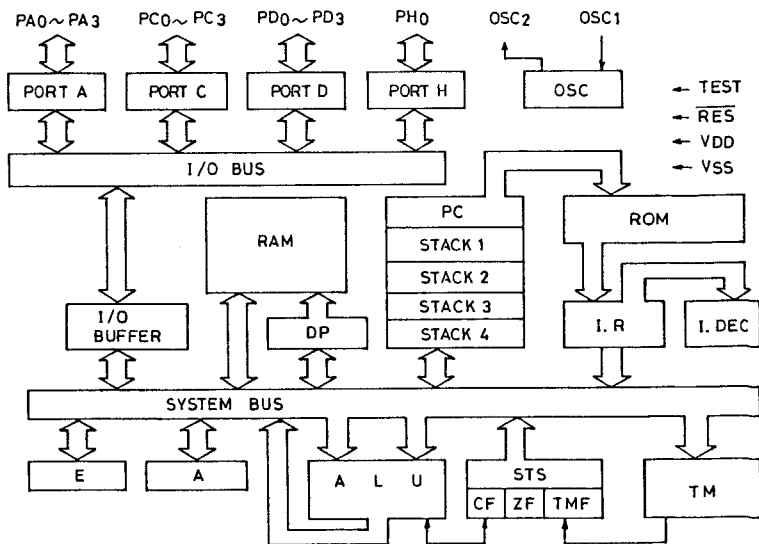 PA0~PA3 PC0~PC3 PD0~PD3 PH0 OSC2 OSC1
PORT A PORT C PORT D PORT H OSC
TEST
RES
VDD
VSS
I/O BUS
RAM
PC
STACK 1
STACK 2
STACK 3
STACK 4
ROM
I/O
BUFFER
DP
I.R
I.DEC
SYSTEM BUS
E
A
A L U
STS
CF ZF TMF
TM